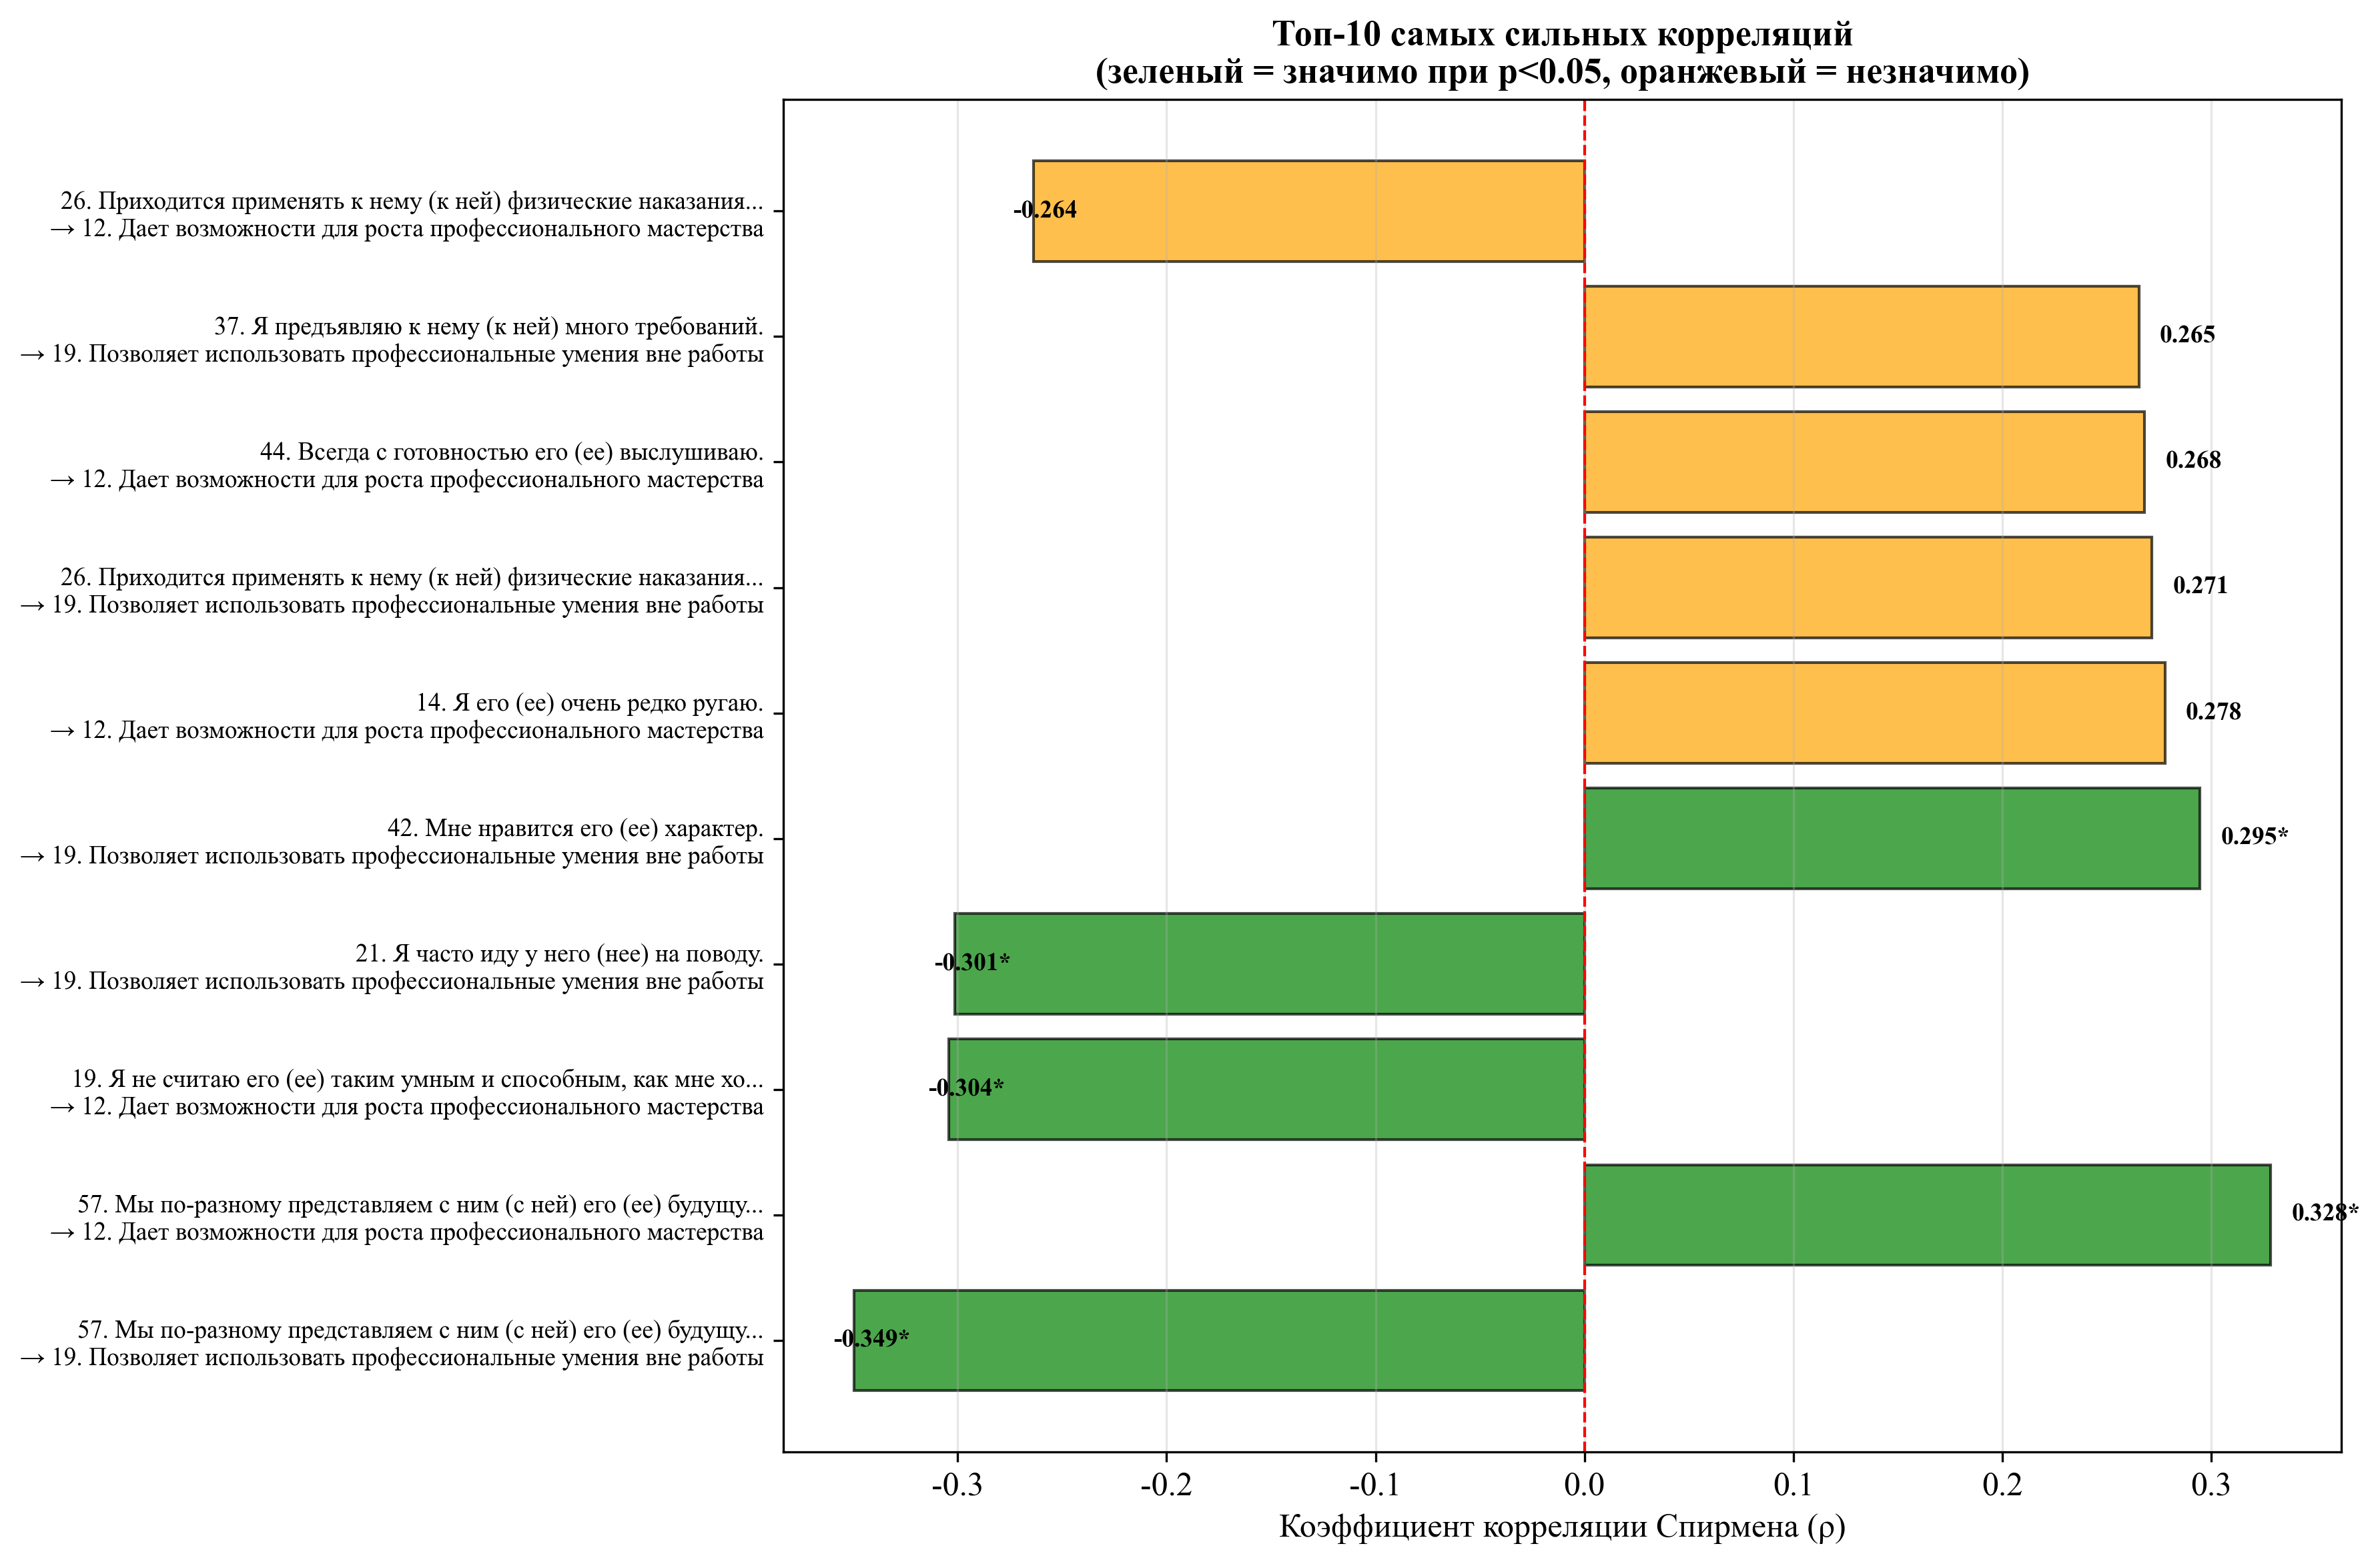 Топ-10 самых сильных корреляций
(зеленый = значимо при p<0.05, оранжевый = незначимо)
26. Приходится применять к нему (к ней) физические наказания...
→ 12. Дает возможности для роста профессионального мастерства
-0.264
37. Я предъявляю к нему (к ней) много требований.
→ 19. Позволяет использовать профессиональные умения вне работы
0.265
44. Всегда с готовностью его (ее) выслушиваю.
→ 12. Дает возможности для роста профессионального мастерства
0.268
26. Приходится применять к нему (к ней) физические наказания...
→ 19. Позволяет использовать профессиональные умения вне работы
0.271
14. Я его (ее) очень редко ругаю.
→ 12. Дает возможности для роста профессионального мастерства
0.278
42. Мне нравится его (ее) характер.
→ 19. Позволяет использовать профессиональные умения вне работы
0.295*
21. Я часто иду у него (нее) на поводу.
→ 19. Позволяет использовать профессиональные умения вне работы
-0.301*
19. Я не считаю его (ее) таким умным и способным, как мне хо...
→ 12. Дает возможности для роста профессионального мастерства
-0.304*
57. Мы по-разному представляем с ним (с ней) его (ее) будущу...
→ 12. Дает возможности для роста профессионального мастерства
0.328*
57. Мы по-разному представляем с ним (с ней) его (ее) будущу...
→ 19. Позволяет использовать профессиональные умения вне работы
-0.349*
-0.3 -0.2 -0.1 0.0 0.1 0.2 0.3
Коэффициент корреляции Спирмена (ρ)